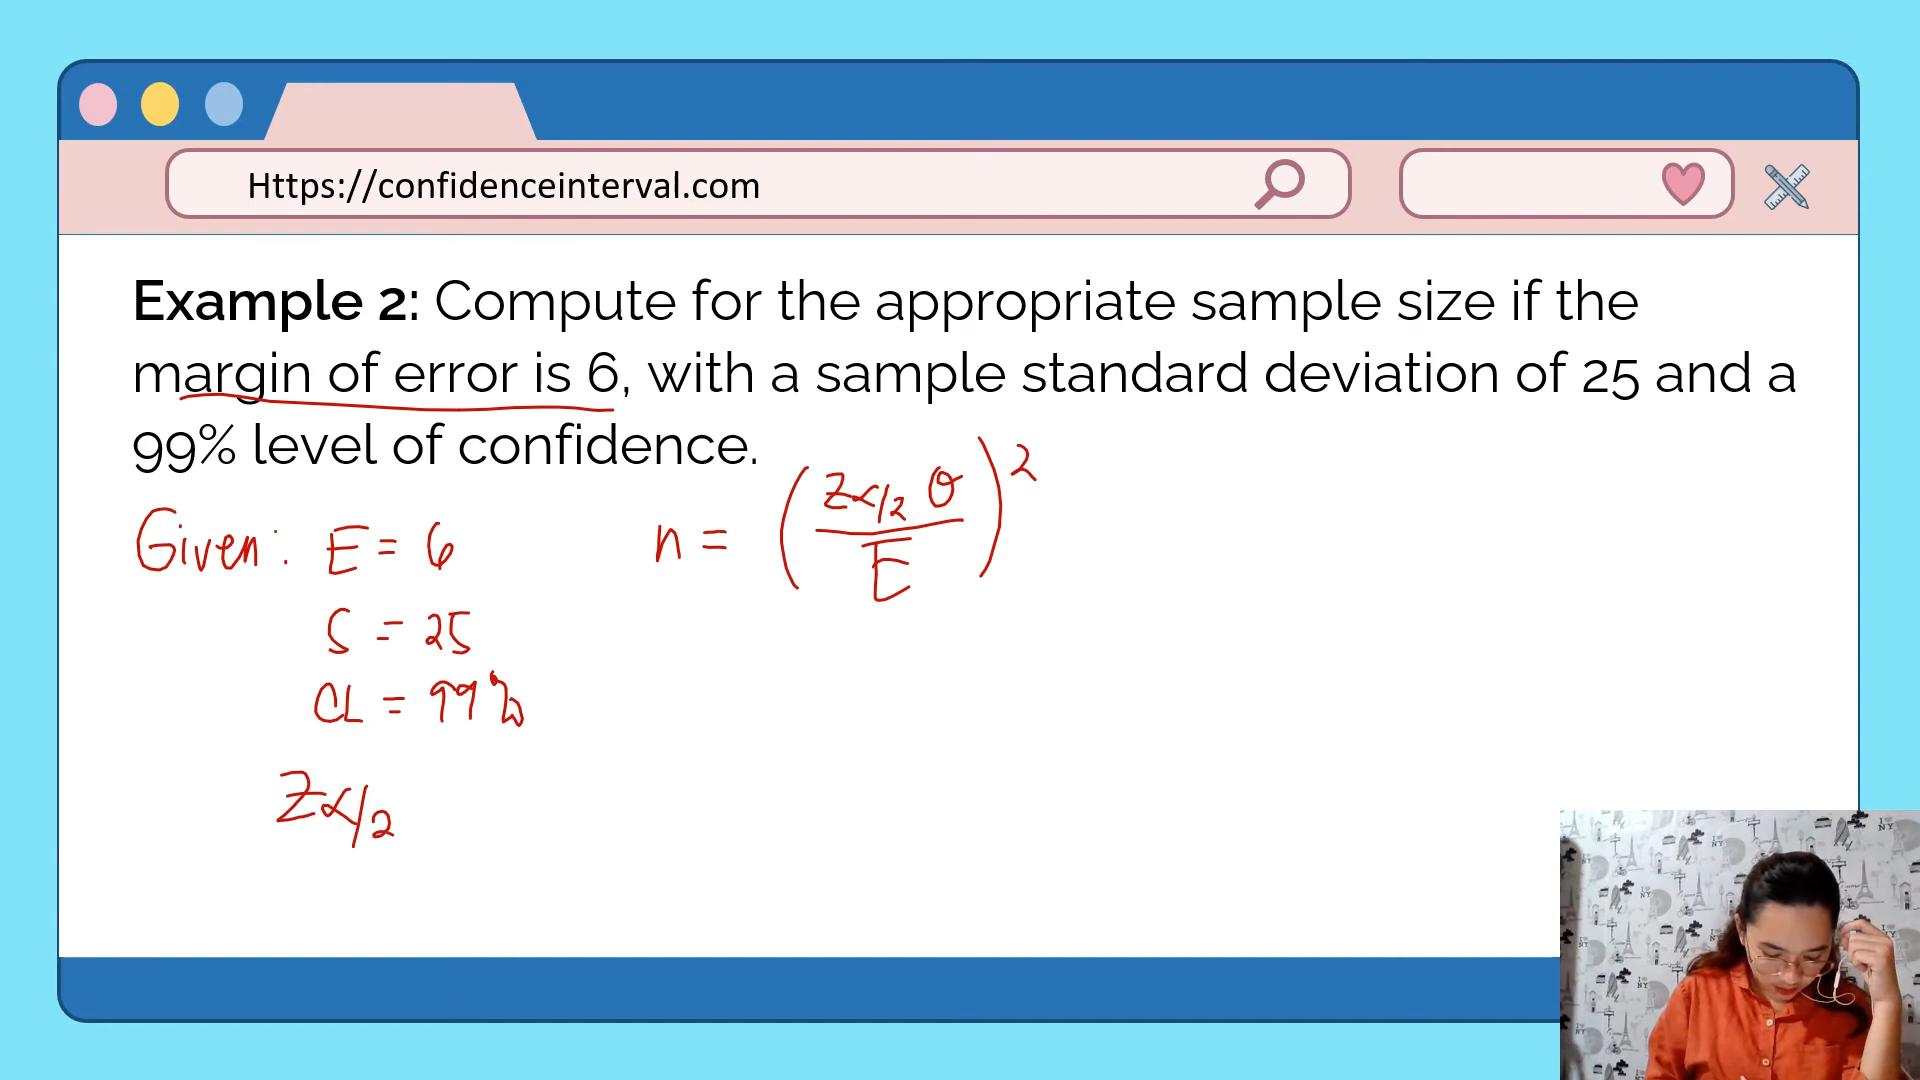 Https://confidenceinterval.com
Example 2: Compute for the appropriate sample size if the
margin of error is 6, with a sample standard deviation of 25 and a
99% level of confidence.
Given: E = 6
n = (Zα/2 σ / E)²
S = 25
CL = 99%
Zα/2